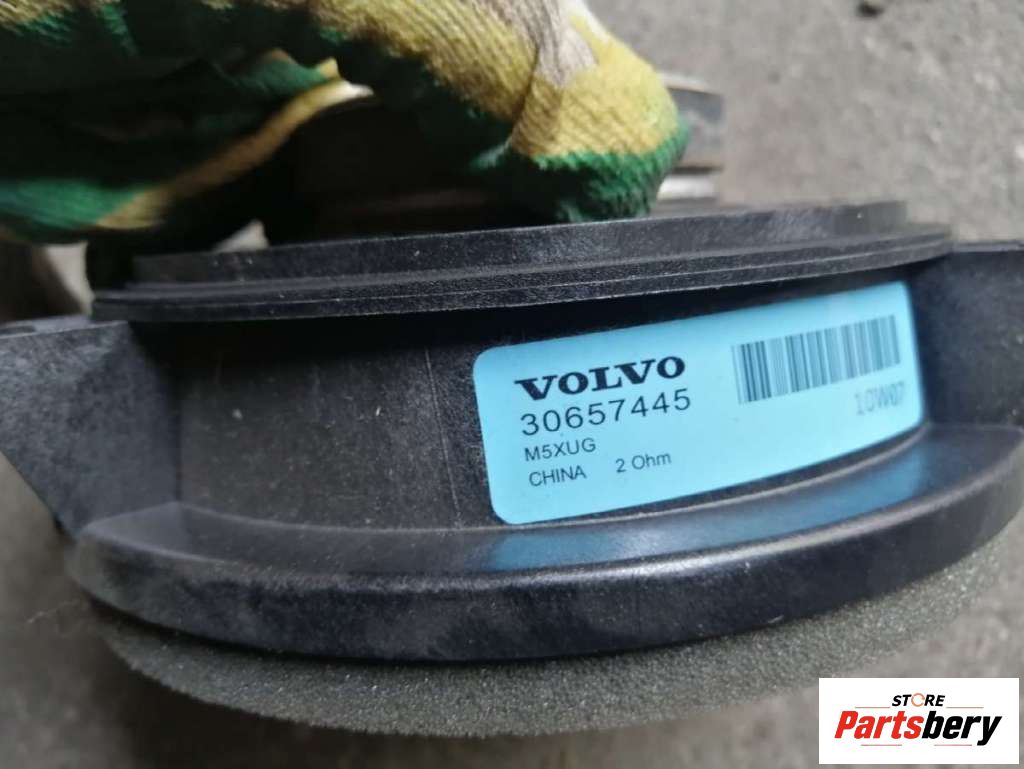 VOLVO
30657445
10W07
M5XUG
CHINA 2 Ohm
STORE
Partsbery